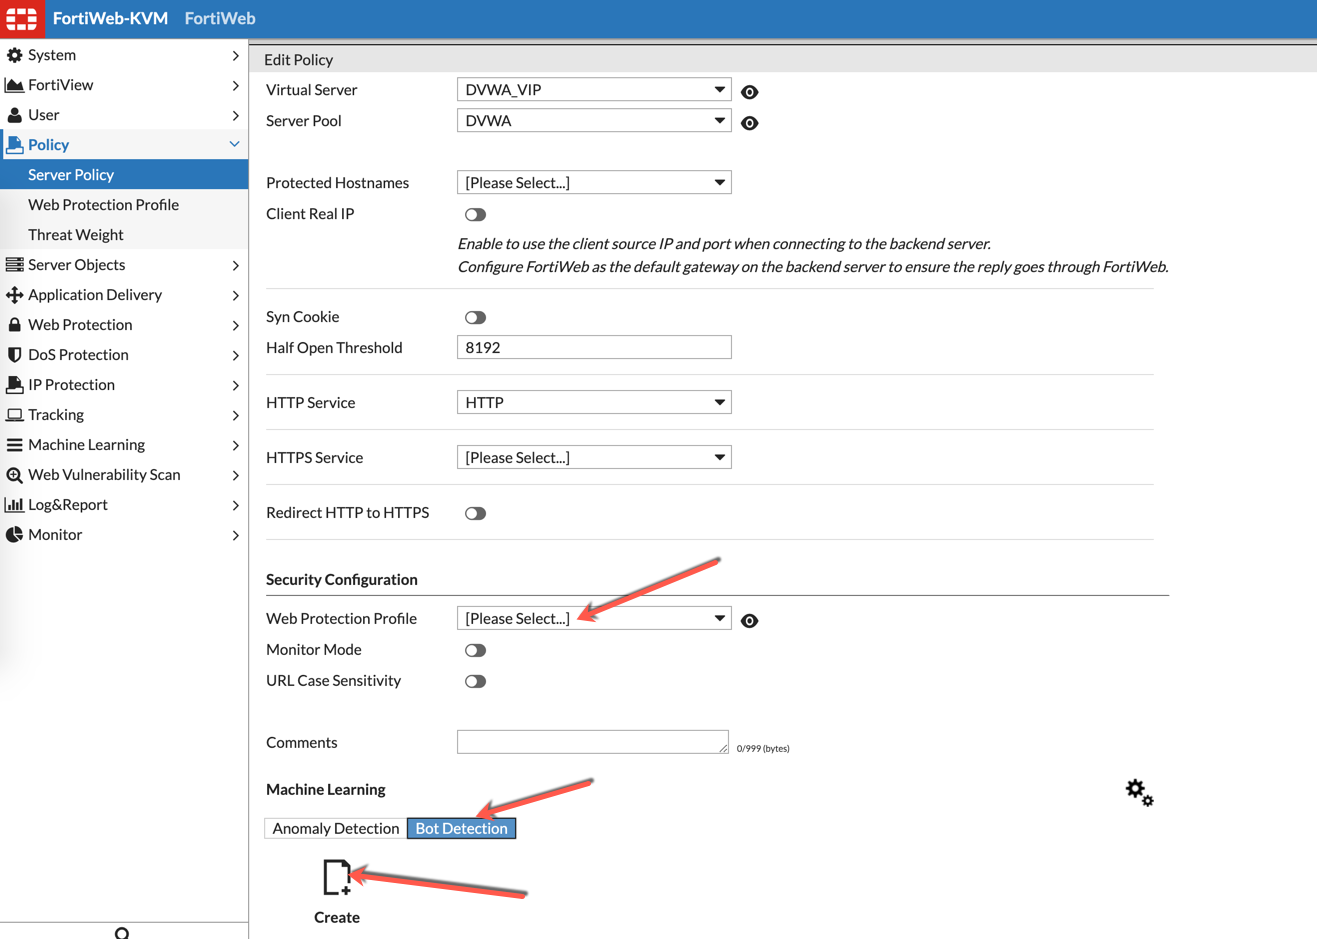 FortiWeb-KVM FortiWeb
System
FortiView
User
Policy
Server Policy
Web Protection Profile
Threat Weight
Server Objects
Application Delivery
Web Protection
DoS Protection
IP Protection
Tracking
Machine Learning
Web Vulnerability Scan
Log&Report
Monitor
Edit Policy
Virtual Server DVWA_VIP
Server Pool DVWA
Protected Hostnames [Please Select...]
Client Real IP
Enable to use the client source IP and port when connecting to the backend server.
Configure FortiWeb as the default gateway on the backend server to ensure the reply goes through FortiWeb.
Syn Cookie
Half Open Threshold 8192
HTTP Service HTTP
HTTPS Service [Please Select...]
Redirect HTTP to HTTPS
Security Configuration
Web Protection Profile [Please Select...]
Monitor Mode
URL Case Sensitivity
Comments 0/999 (bytes)
Machine Learning
Anomaly Detection Bot Detection
Create